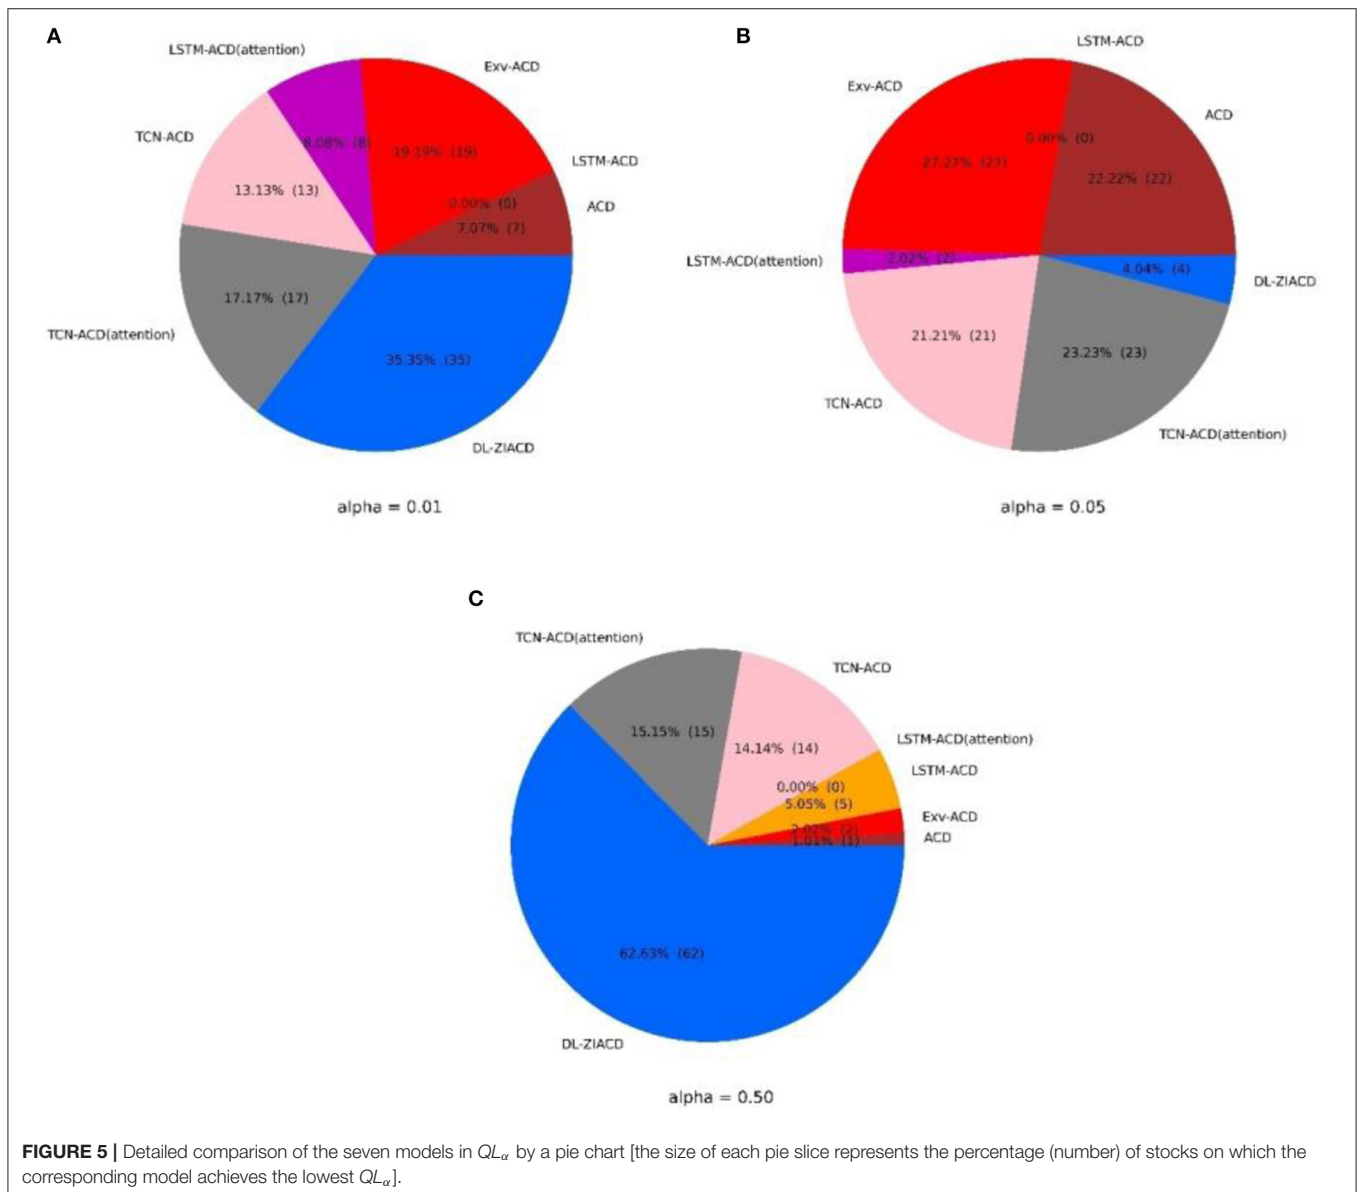 A
LSTM-ACD(attention)
Exv-ACD
TCN-ACD
8.08% (8)
19.19% (19)
LSTM-ACD
13.13% (13)
0.00% (0)
ACD
7.07% (7)
17.17% (17)
TCN-ACD(attention)
35.35% (35)
DL-ZIACD
alpha = 0.01
B
LSTM-ACD
Exv-ACD
ACD
0.00% (0)
27.27% (27)
22.22% (22)
LSTM-ACD(attention)
2.02% (2)
4.04% (4)
DL-ZIACD
21.21% (21)
23.23% (23)
TCN-ACD
TCN-ACD(attention)
alpha = 0.05
C
TCN-ACD(attention)
TCN-ACD
15.15% (15)
14.14% (14)
LSTM-ACD(attention)
LSTM-ACD
0.00% (0)
5.05% (5)
Exv-ACD
2.02% (2)
ACD
1.01% (1)
62.63% (62)
DL-ZIACD
alpha = 0.50
FIGURE 5 | Detailed comparison of the seven models in QLα by a pie chart [the size of each pie slice represents the percentage (number) of stocks on which the
corresponding model achieves the lowest QLα].